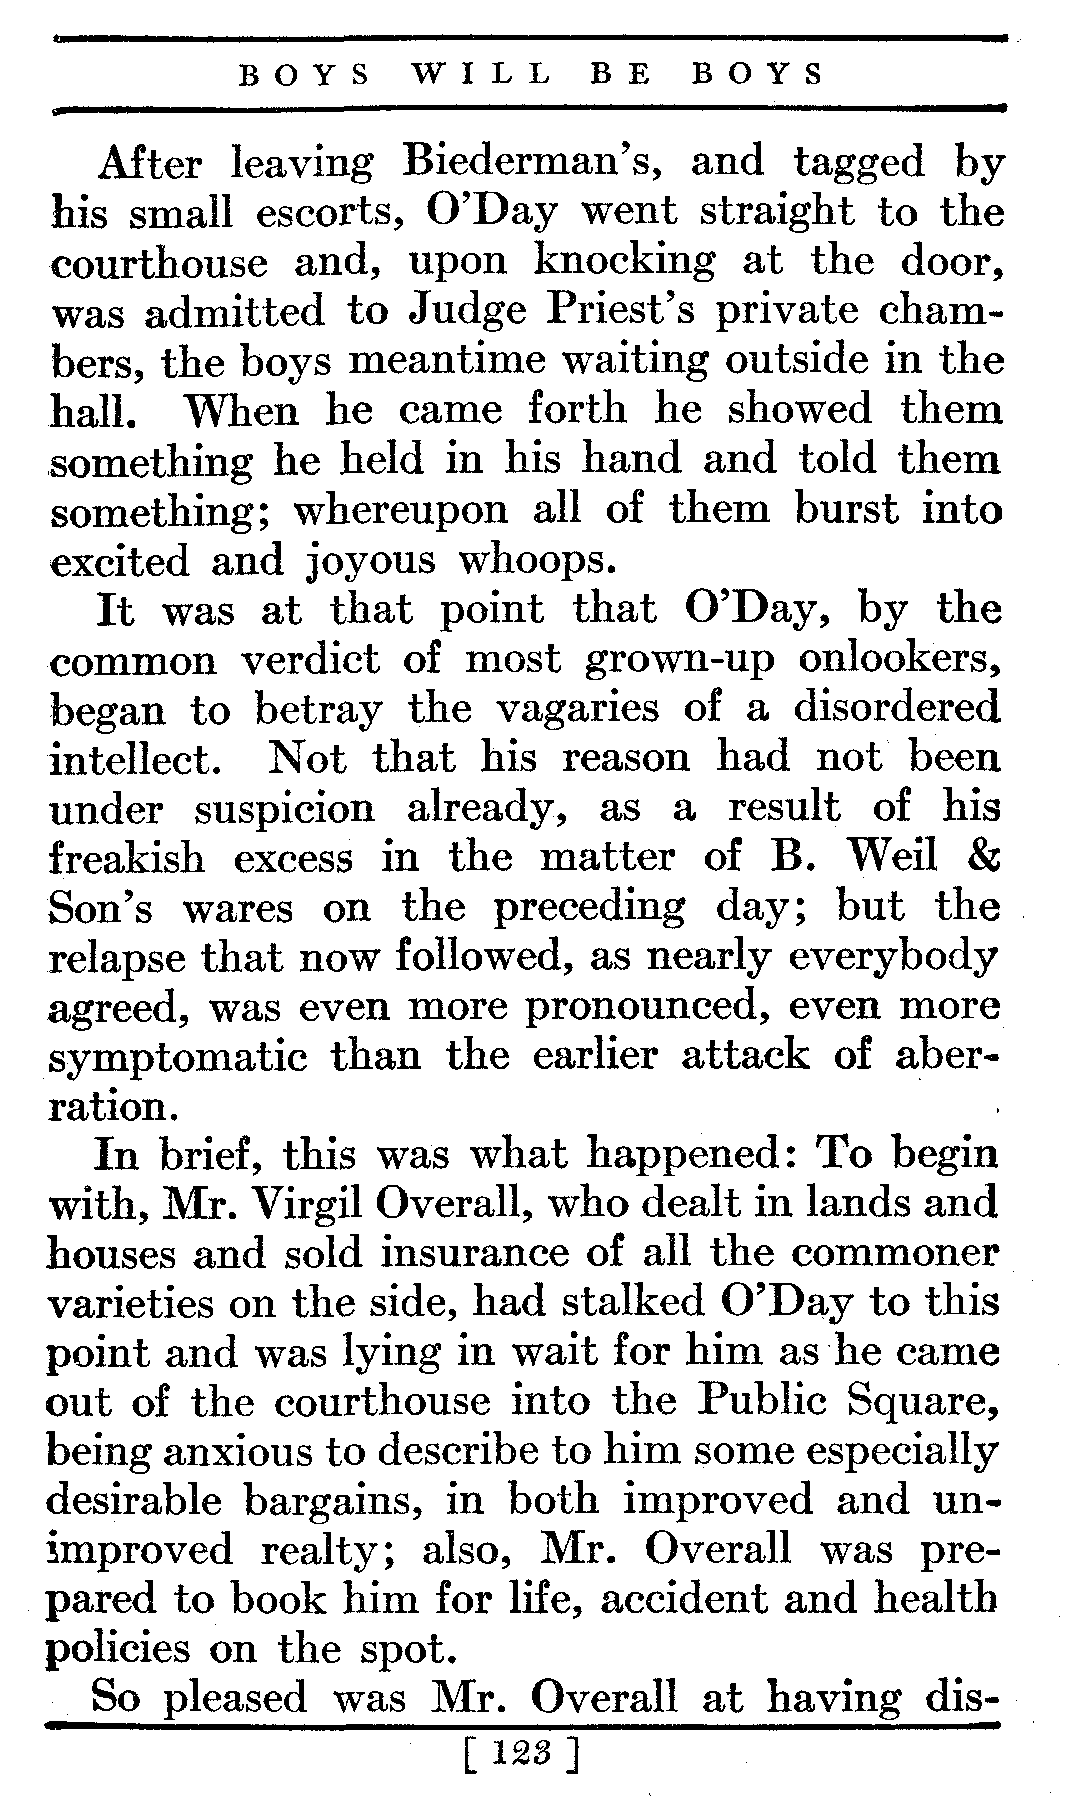 BOYS WILL BE BOYS
After leaving Biederman's, and tagged by
his small escorts, O'Day went straight to the
courthouse and, upon knocking at the door,
was admitted to Judge Priest's private cham-
bers, the boys meantime waiting outside in the
hall. When he came forth he showed them
something he held in his hand and told them
something; whereupon all of them burst into
excited and joyous whoops.
It was at that point that O'Day, by the
common verdict of most grown-up onlookers,
began to betray the vagaries of a disordered
intellect. Not that his reason had not been
under suspicion already, as a result of his
freakish excess in the matter of B. Weil &
Son's wares on the preceding day; but the
relapse that now followed, as nearly everybody
agreed, was even more pronounced, even more
symptomatic than the earlier attack of aber-
ration.
In brief, this was what happened: To begin
with, Mr. Virgil Overall, who dealt in lands and
houses and sold insurance of all the commoner
varieties on the side, had stalked O'Day to this
point and was lying in wait for him as he came
out of the courthouse into the Public Square,
being anxious to describe to him some especially
desirable bargains, in both improved and un-
improved realty; also, Mr. Overall was pre-
pared to book him for life, accident and health
policies on the spot.
So pleased was Mr. Overall at having dis-
[ 123 ]